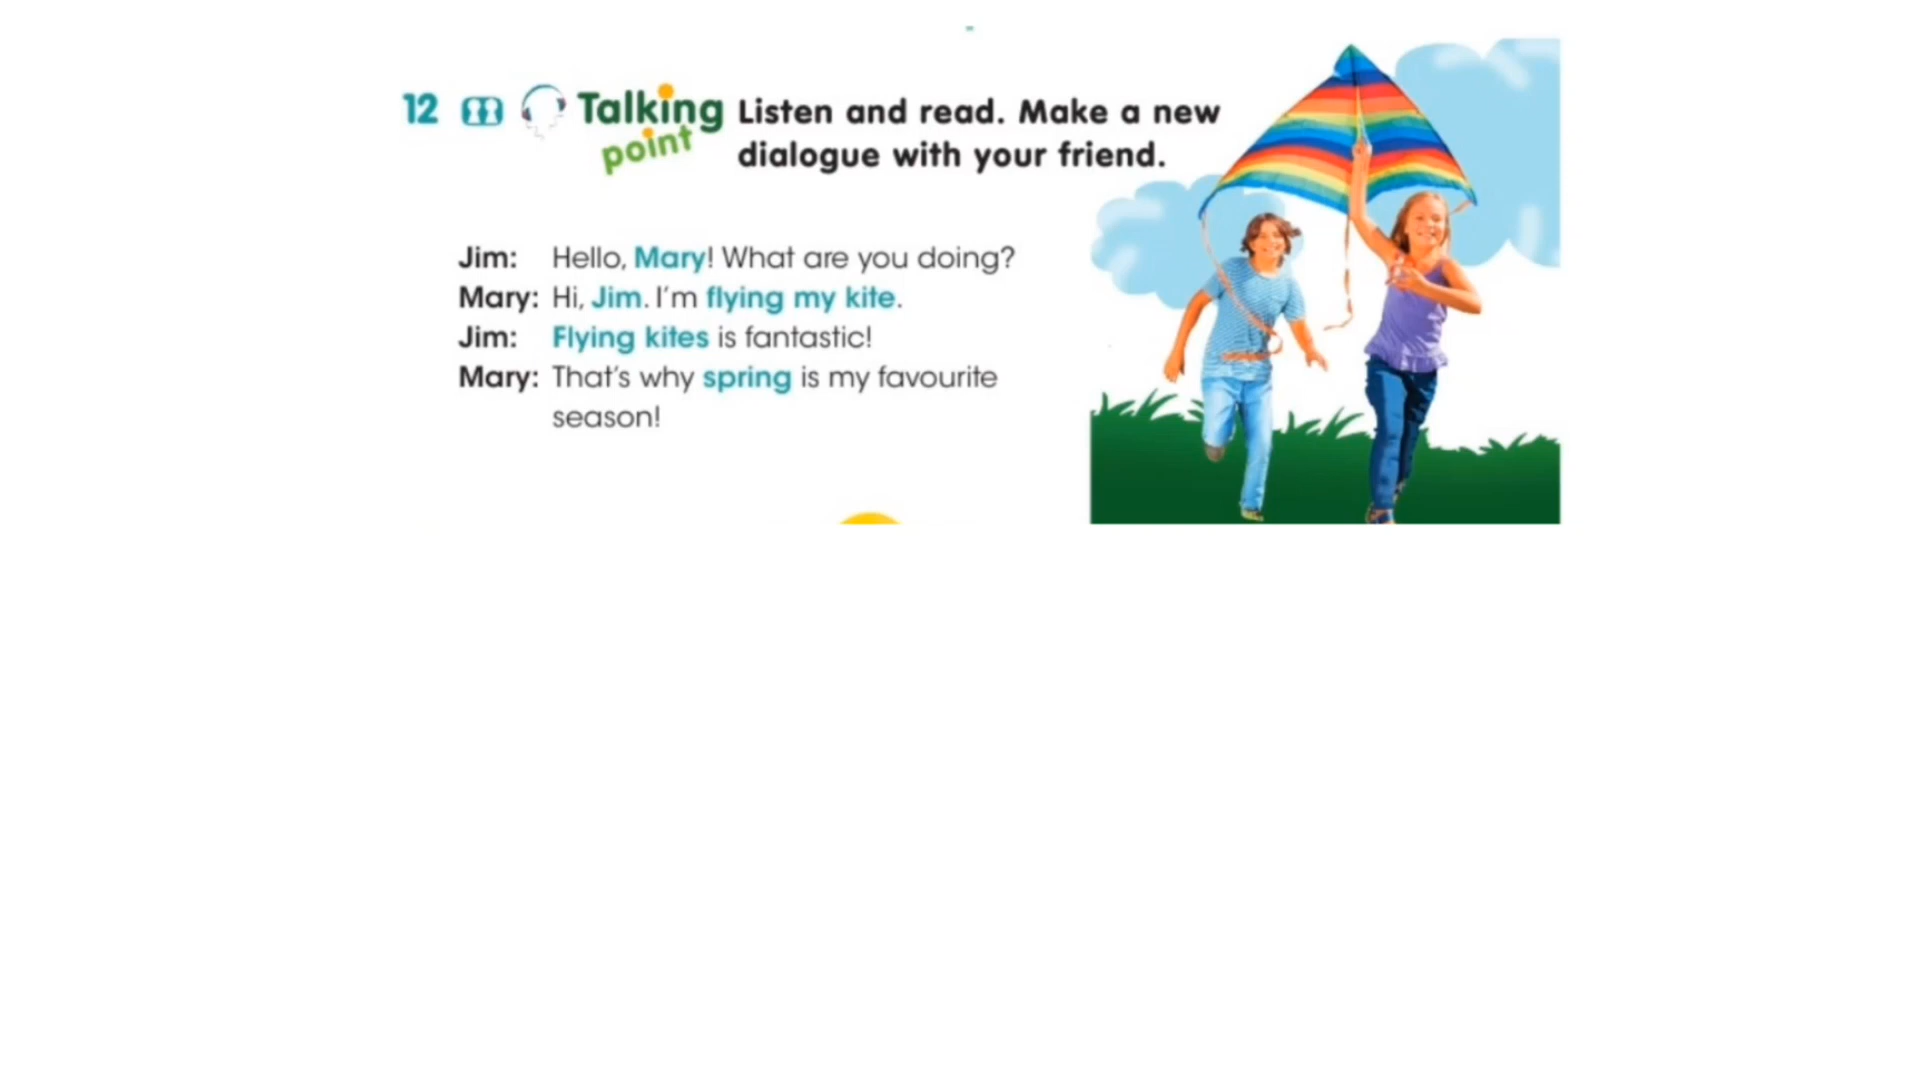 12 Talking point Listen and read. Make a new
dialogue with your friend.
Jim: Hello, Mary! What are you doing?
Mary: Hi, Jim. I'm flying my kite.
Jim: Flying kites is fantastic!
Mary: That's why spring is my favourite
season!